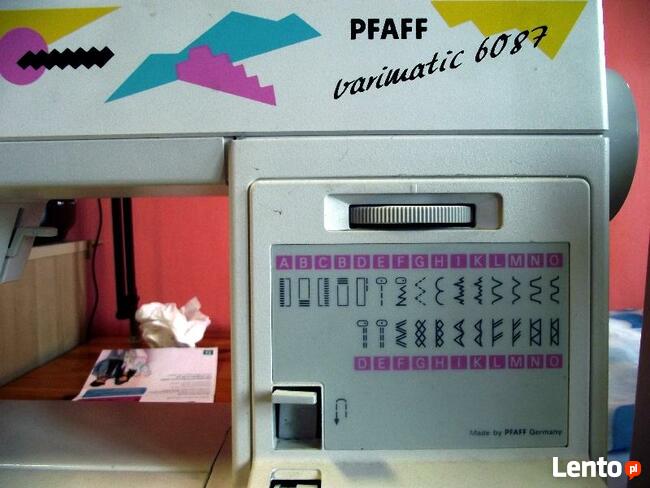 PFAFF
varimatic 6087
A B C B D E F G H I K L M N O
D E F G H I K L M N O
Made by PFAFF Germany
Lento.pl